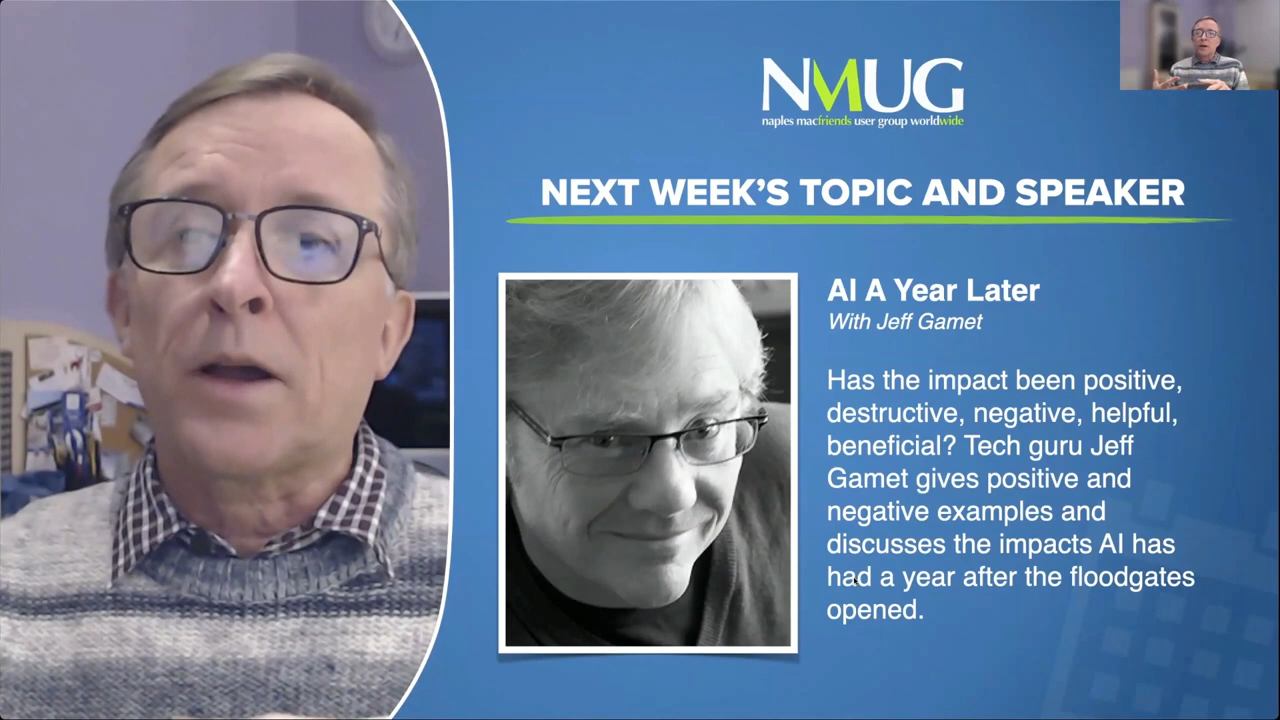 NMUG
naples macfriends user group worldwide
NEXT WEEK’S TOPIC AND SPEAKER
AI A Year Later
With Jeff Gamet
Has the impact been positive,
destructive, negative, helpful,
beneficial? Tech guru Jeff
Gamet gives positive and
negative examples and
discusses the impacts AI has
had a year after the floodgates
opened.